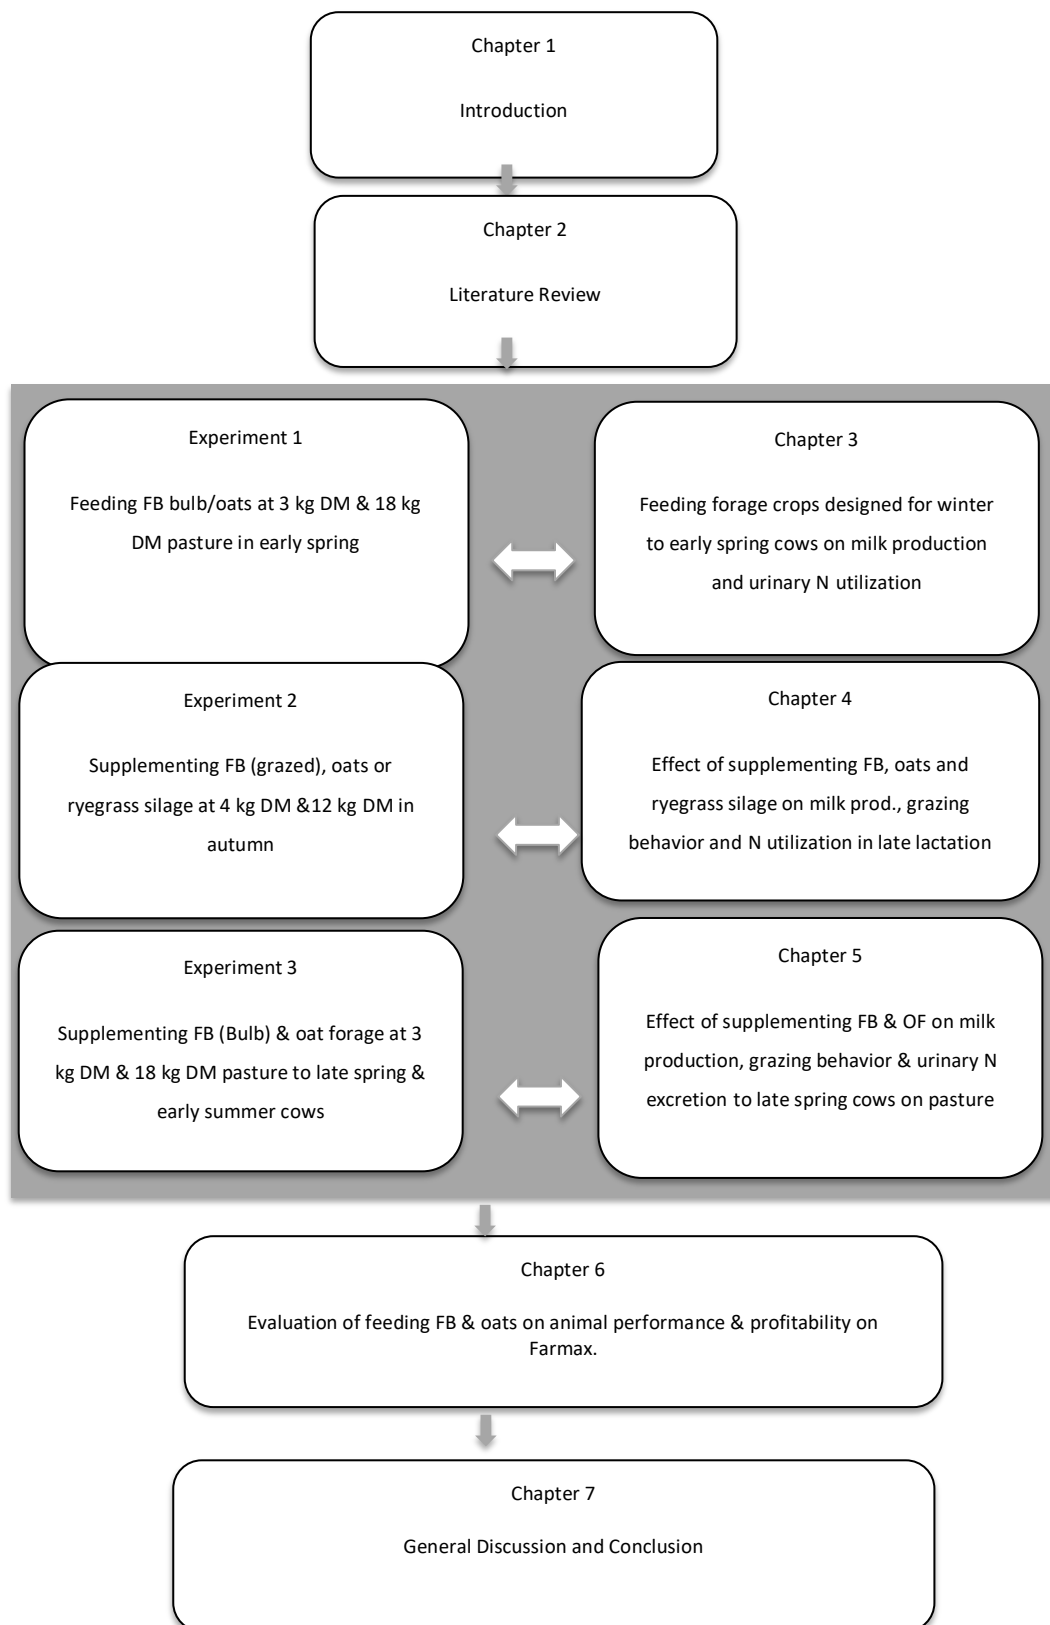 Chapter 1
Introduction
Chapter 2
Literature Review
Experiment 1
Feeding FB bulb/oats at 3 kg DM & 18 kg
DM pasture in early spring
Chapter 3
Feeding forage crops designed for winter
to early spring cows on milk production
and urinary N utilization
Experiment 2
Supplementing FB (grazed), oats or
ryegrass silage at 4 kg DM &12 kg DM in
autumn
Chapter 4
Effect of supplementing FB, oats and
ryegrass silage on milk prod., grazing
behavior and N utilization in late lactation
Experiment 3
Supplementing FB (Bulb) & oat forage at 3
kg DM & 18 kg DM pasture to late spring &
early summer cows
Chapter 5
Effect of supplementing FB & OF on milk
production, grazing behavior & urinary N
excretion to late spring cows on pasture
Chapter 6
Evaluation of feeding FB & oats on animal performance & profitability on
Farmax.
Chapter 7
General Discussion and Conclusion